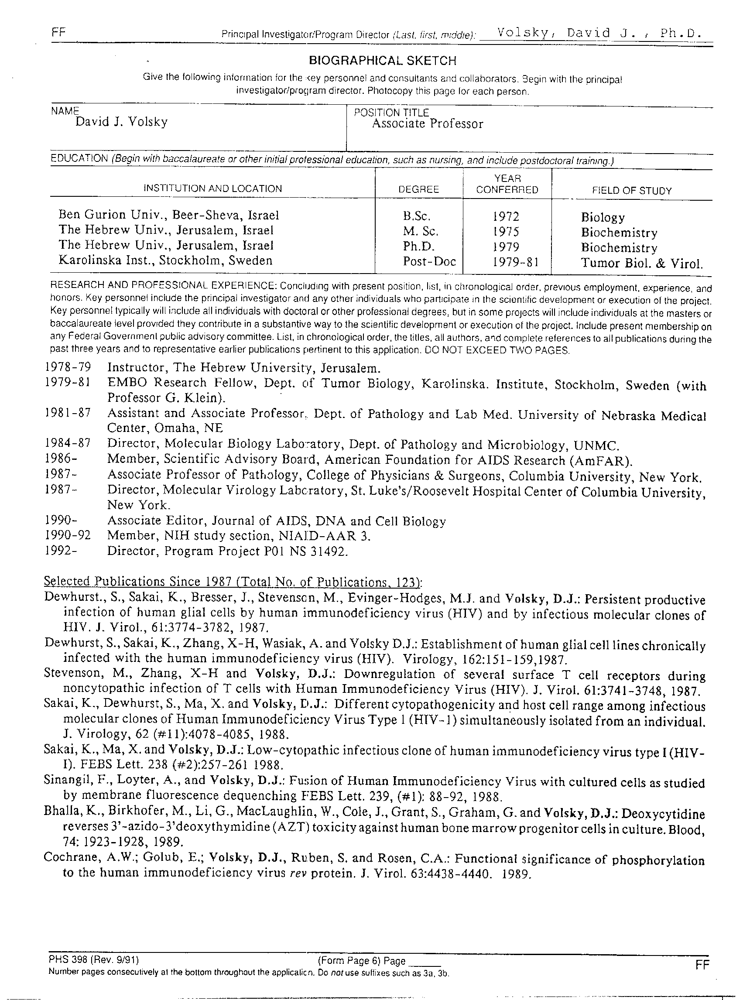 FF Principal Investigator/Program Director (Last, first, middle): Volsky, David J., Ph.D.
BIOGRAPHICAL SKETCH
Give the following information for the key personnel and consultants and collaborators. Begin with the principal
investigator/program director. Photocopy this page for each person.
NAME POSITION TITLE
David J. Volsky Associate Professor
EDUCATION (Begin with baccalaureate or other initial professional education, such as nursing, and include postdoctoral training.)
INSTITUTION AND LOCATION DEGREE YEAR CONFERRED FIELD OF STUDY
Ben Gurion Univ., Beer-Sheva, Israel B.Sc. 1972 Biology
The Hebrew Univ., Jerusalem, Israel M. Sc. 1975 Biochemistry
The Hebrew Univ., Jerusalem, Israel Ph.D. 1979 Biochemistry
Karolinska Inst., Stockholm, Sweden Post-Doc 1979-81 Tumor Biol. & Virol.
RESEARCH AND PROFESSIONAL EXPERIENCE: Concluding with present position, list, in chronological order, previous employment, experience, and
honors. Key personnel include the principal investigator and any other individuals who participate in the scientific development or execution of the project.
Key personnel typically will include all individuals with doctoral or other professional degrees, but in some projects will include individuals at the masters or
baccalaureate level provided they contribute in a substantive way to the scientific development or execution of the project. Include present membership on
any Federal Government public advisory committee. List, in chronological order, the titles, all authors, and complete references to all publications during the
past three years and to representative earlier publications pertinent to this application. DO NOT EXCEED TWO PAGES.
1978-79 Instructor, The Hebrew University, Jerusalem.
1979-81 EMBO Research Fellow, Dept. of Tumor Biology, Karolinska. Institute, Stockholm, Sweden (with
Professor G. Klein).
1981-87 Assistant and Associate Professor, Dept. of Pathology and Lab Med. University of Nebraska Medical
Center, Omaha, NE
1984-87 Director, Molecular Biology Laboratory, Dept. of Pathology and Microbiology, UNMC.
1986- Member, Scientific Advisory Board, American Foundation for AIDS Research (AmFAR).
1987- Associate Professor of Pathology, College of Physicians & Surgeons, Columbia University, New York.
1987- Director, Molecular Virology Laboratory, St. Luke's/Roosevelt Hospital Center of Columbia University,
New York.
1990- Associate Editor, Journal of AIDS, DNA and Cell Biology
1990-92 Member, NIH study section, NIAID-AAR 3.
1992- Director, Program Project P01 NS 31492.
Selected Publications Since 1987 (Total No. of Publications, 123):
Dewhurst., S., Sakai, K., Bresser, J., Stevenson, M., Evinger-Hodges, M.J. and Volsky, D.J.: Persistent productive
infection of human glial cells by human immunodeficiency virus (HIV) and by infectious molecular clones of
HIV. J. Virol., 61:3774-3782, 1987.
Dewhurst, S., Sakai, K., Zhang, X-H, Wasiak, A. and Volsky D.J.: Establishment of human glial cell lines chronically
infected with the human immunodeficiency virus (HIV). Virology, 162:151-159,1987.
Stevenson, M., Zhang, X-H and Volsky, D.J.: Downregulation of several surface T cell receptors during
noncytopathic infection of T cells with Human Immunodeficiency Virus (HIV). J. Virol. 61:3741-3748, 1987.
Sakai, K., Dewhurst, S., Ma, X. and Volsky, D.J.: Different cytopathogenicity and host cell range among infectious
molecular clones of Human Immunodeficiency Virus Type 1 (HIV-1) simultaneously isolated from an individual.
J. Virology, 62 (#11):4078-4085, 1988.
Sakai, K., Ma, X. and Volsky, D.J.: Low-cytopathic infectious clone of human immunodeficiency virus type I (HIV-
I). FEBS Lett. 238 (#2):257-261 1988.
Sinangil, F., Loyter, A., and Volsky, D.J.: Fusion of Human Immunodeficiency Virus with cultured cells as studied
by membrane fluorescence dequenching FEBS Lett. 239, (#1): 88-92, 1988.
Bhalla, K., Birkhofer, M., Li, G., MacLaughlin, W., Cole, J., Grant, S., Graham, G. and Volsky, D.J.: Deoxycytidine
reverses 3'-azido-3'deoxythymidine (AZT) toxicity against human bone marrow progenitor cells in culture. Blood,
74: 1923-1928, 1989.
Cochrane, A.W.; Golub, E.; Volsky, D.J., Ruben, S. and Rosen, C.A.: Functional significance of phosphorylation
to the human immunodeficiency virus rev protein. J. Virol. 63:4438-4440. 1989.
PHS 398 (Rev. 9/91) (Form Page 6) Page ____ FF
Number pages consecutively at the bottom throughout the application. Do not use suffixes such as 3a, 3b.